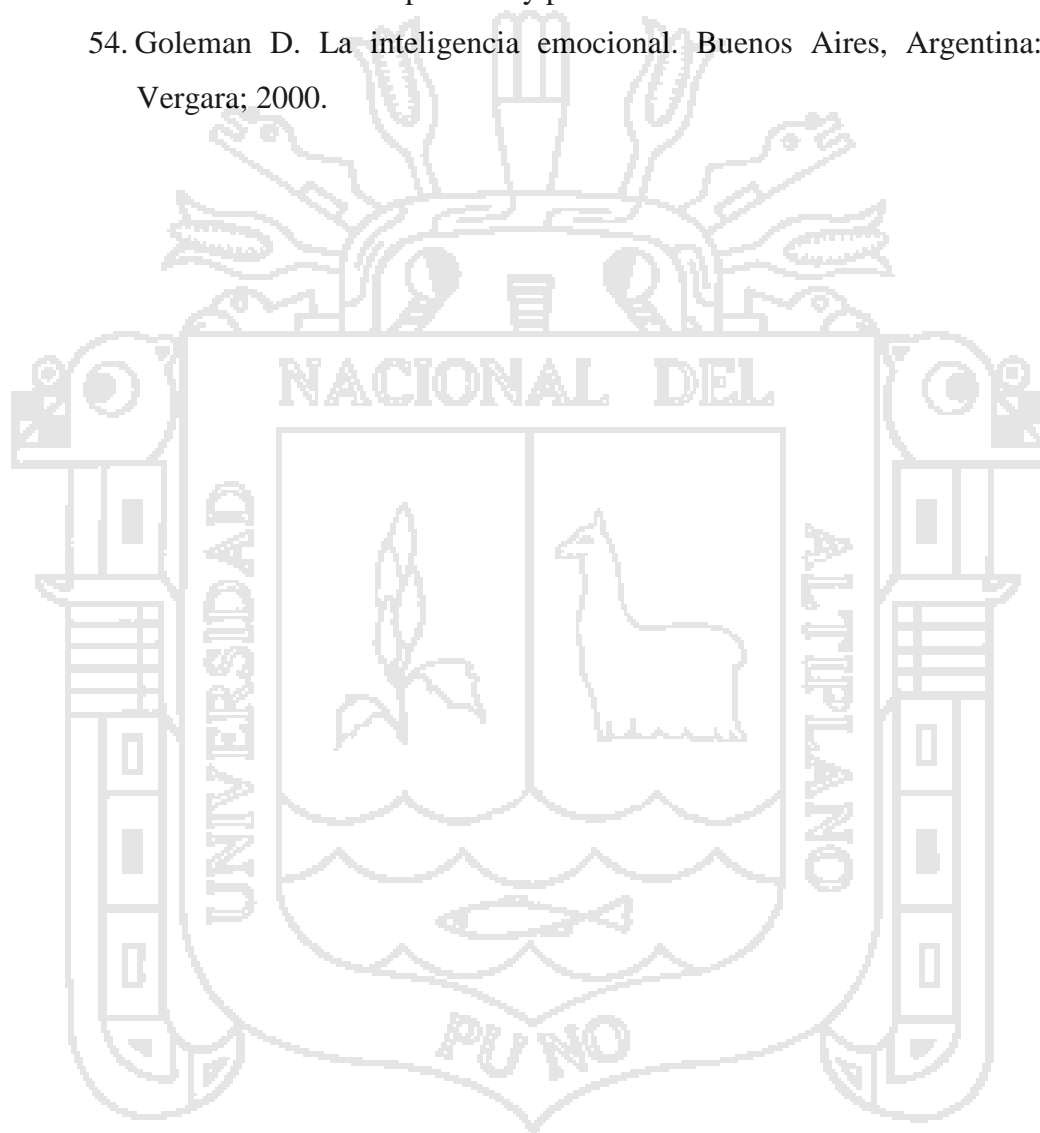 54. Goleman D. La inteligencia emocional. Buenos Aires, Argentina:
Vergara; 2000.
NACIONAL DEL
UNIVERSIDAD
ALTIPLANO
PUNO